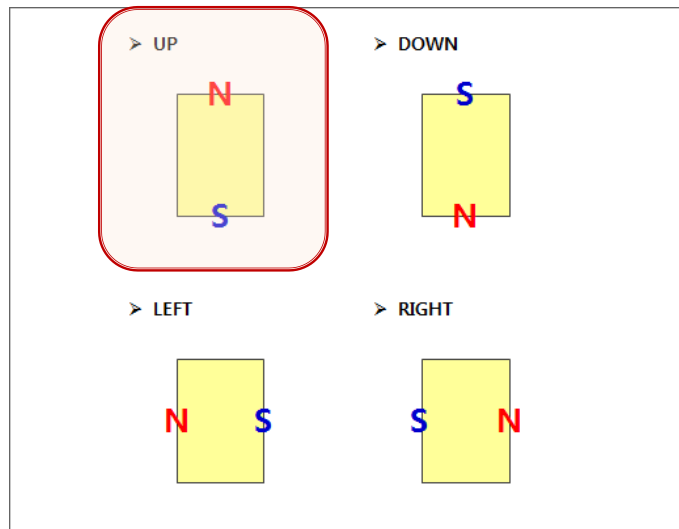 ➢ UP
N
S
➢ DOWN
S
N
➢ LEFT
N S
➢ RIGHT
S N